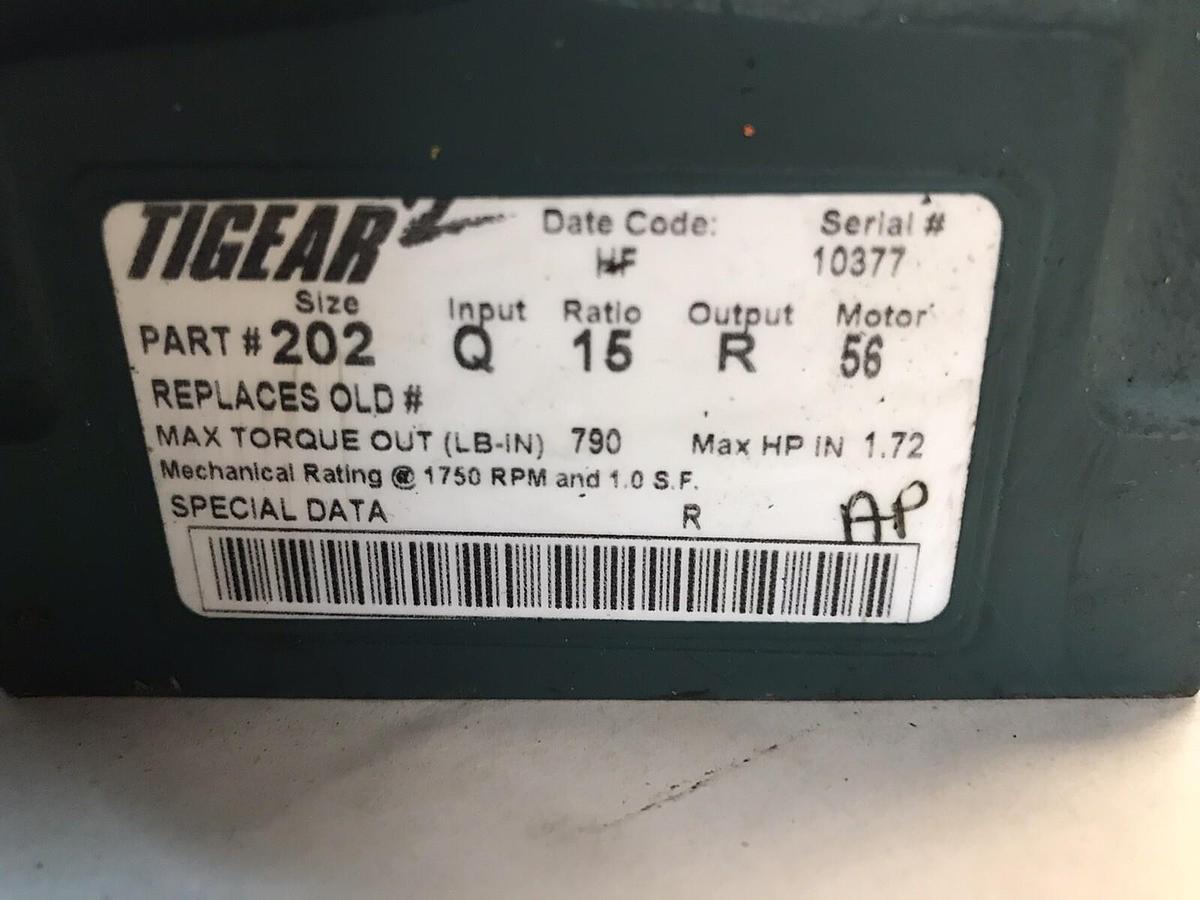 TIGEAR 2 Date Code: Serial #
HF 10377
Size Input Ratio Output Motor
PART # 202 Q 15 R 56
REPLACES OLD #
MAX TORQUE OUT (LB-IN) 790 Max HP IN 1.72
Mechanical Rating @ 1750 RPM and 1.0 S.F.
SPECIAL DATA R AP